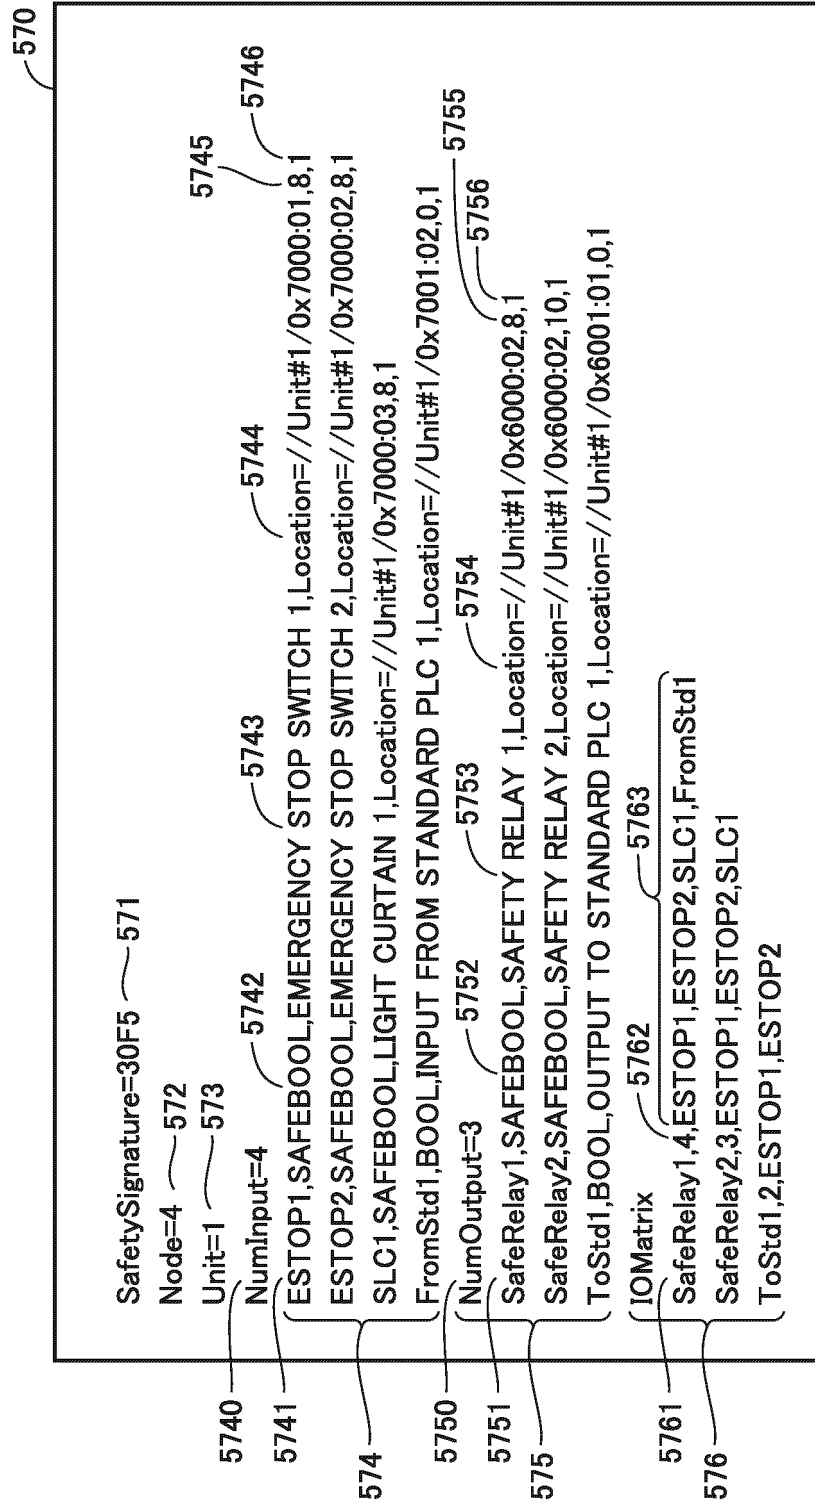 570
SafetySignature=30F5 571
Node=4 572
Unit=1 573
5740 NumInput=4
5741 5742 5743 5744 5745 5746
ESTOP1,SAFEBOOL,EMERGENCY STOP SWITCH 1,Location=//Unit#1/0x7000:01,8,1
ESTOP2,SAFEBOOL,EMERGENCY STOP SWITCH 2,Location=//Unit#1/0x7000:02,8,1
574
SLC1,SAFEBOOL,LIGHT CURTAIN 1,Location=//Unit#1/0x7000:03,8,1
FromStd1,BOOL,INPUT FROM STANDARD PLC 1,Location=//Unit#1/0x7001:02,0,1
5750 NumOutput=3
5751 5752 5753 5754 5755 5756
SafeRelay1,SAFEBOOL,SAFETY RELAY 1,Location=//Unit#1/0x6000:02,8,1
575
SafeRelay2,SAFEBOOL,SAFETY RELAY 2,Location=//Unit#1/0x6000:02,10,1
ToStd1,BOOL,OUTPUT TO STANDARD PLC 1,Location=//Unit#1/0x6001:01,0,1
IOMatrix
5761 5762 5763
SafeRelay1,4,ESTOP1,ESTOP2,SLC1,FromStd1
576
SafeRelay2,3,ESTOP1,ESTOP2,SLC1
ToStd1,2,ESTOP1,ESTOP2